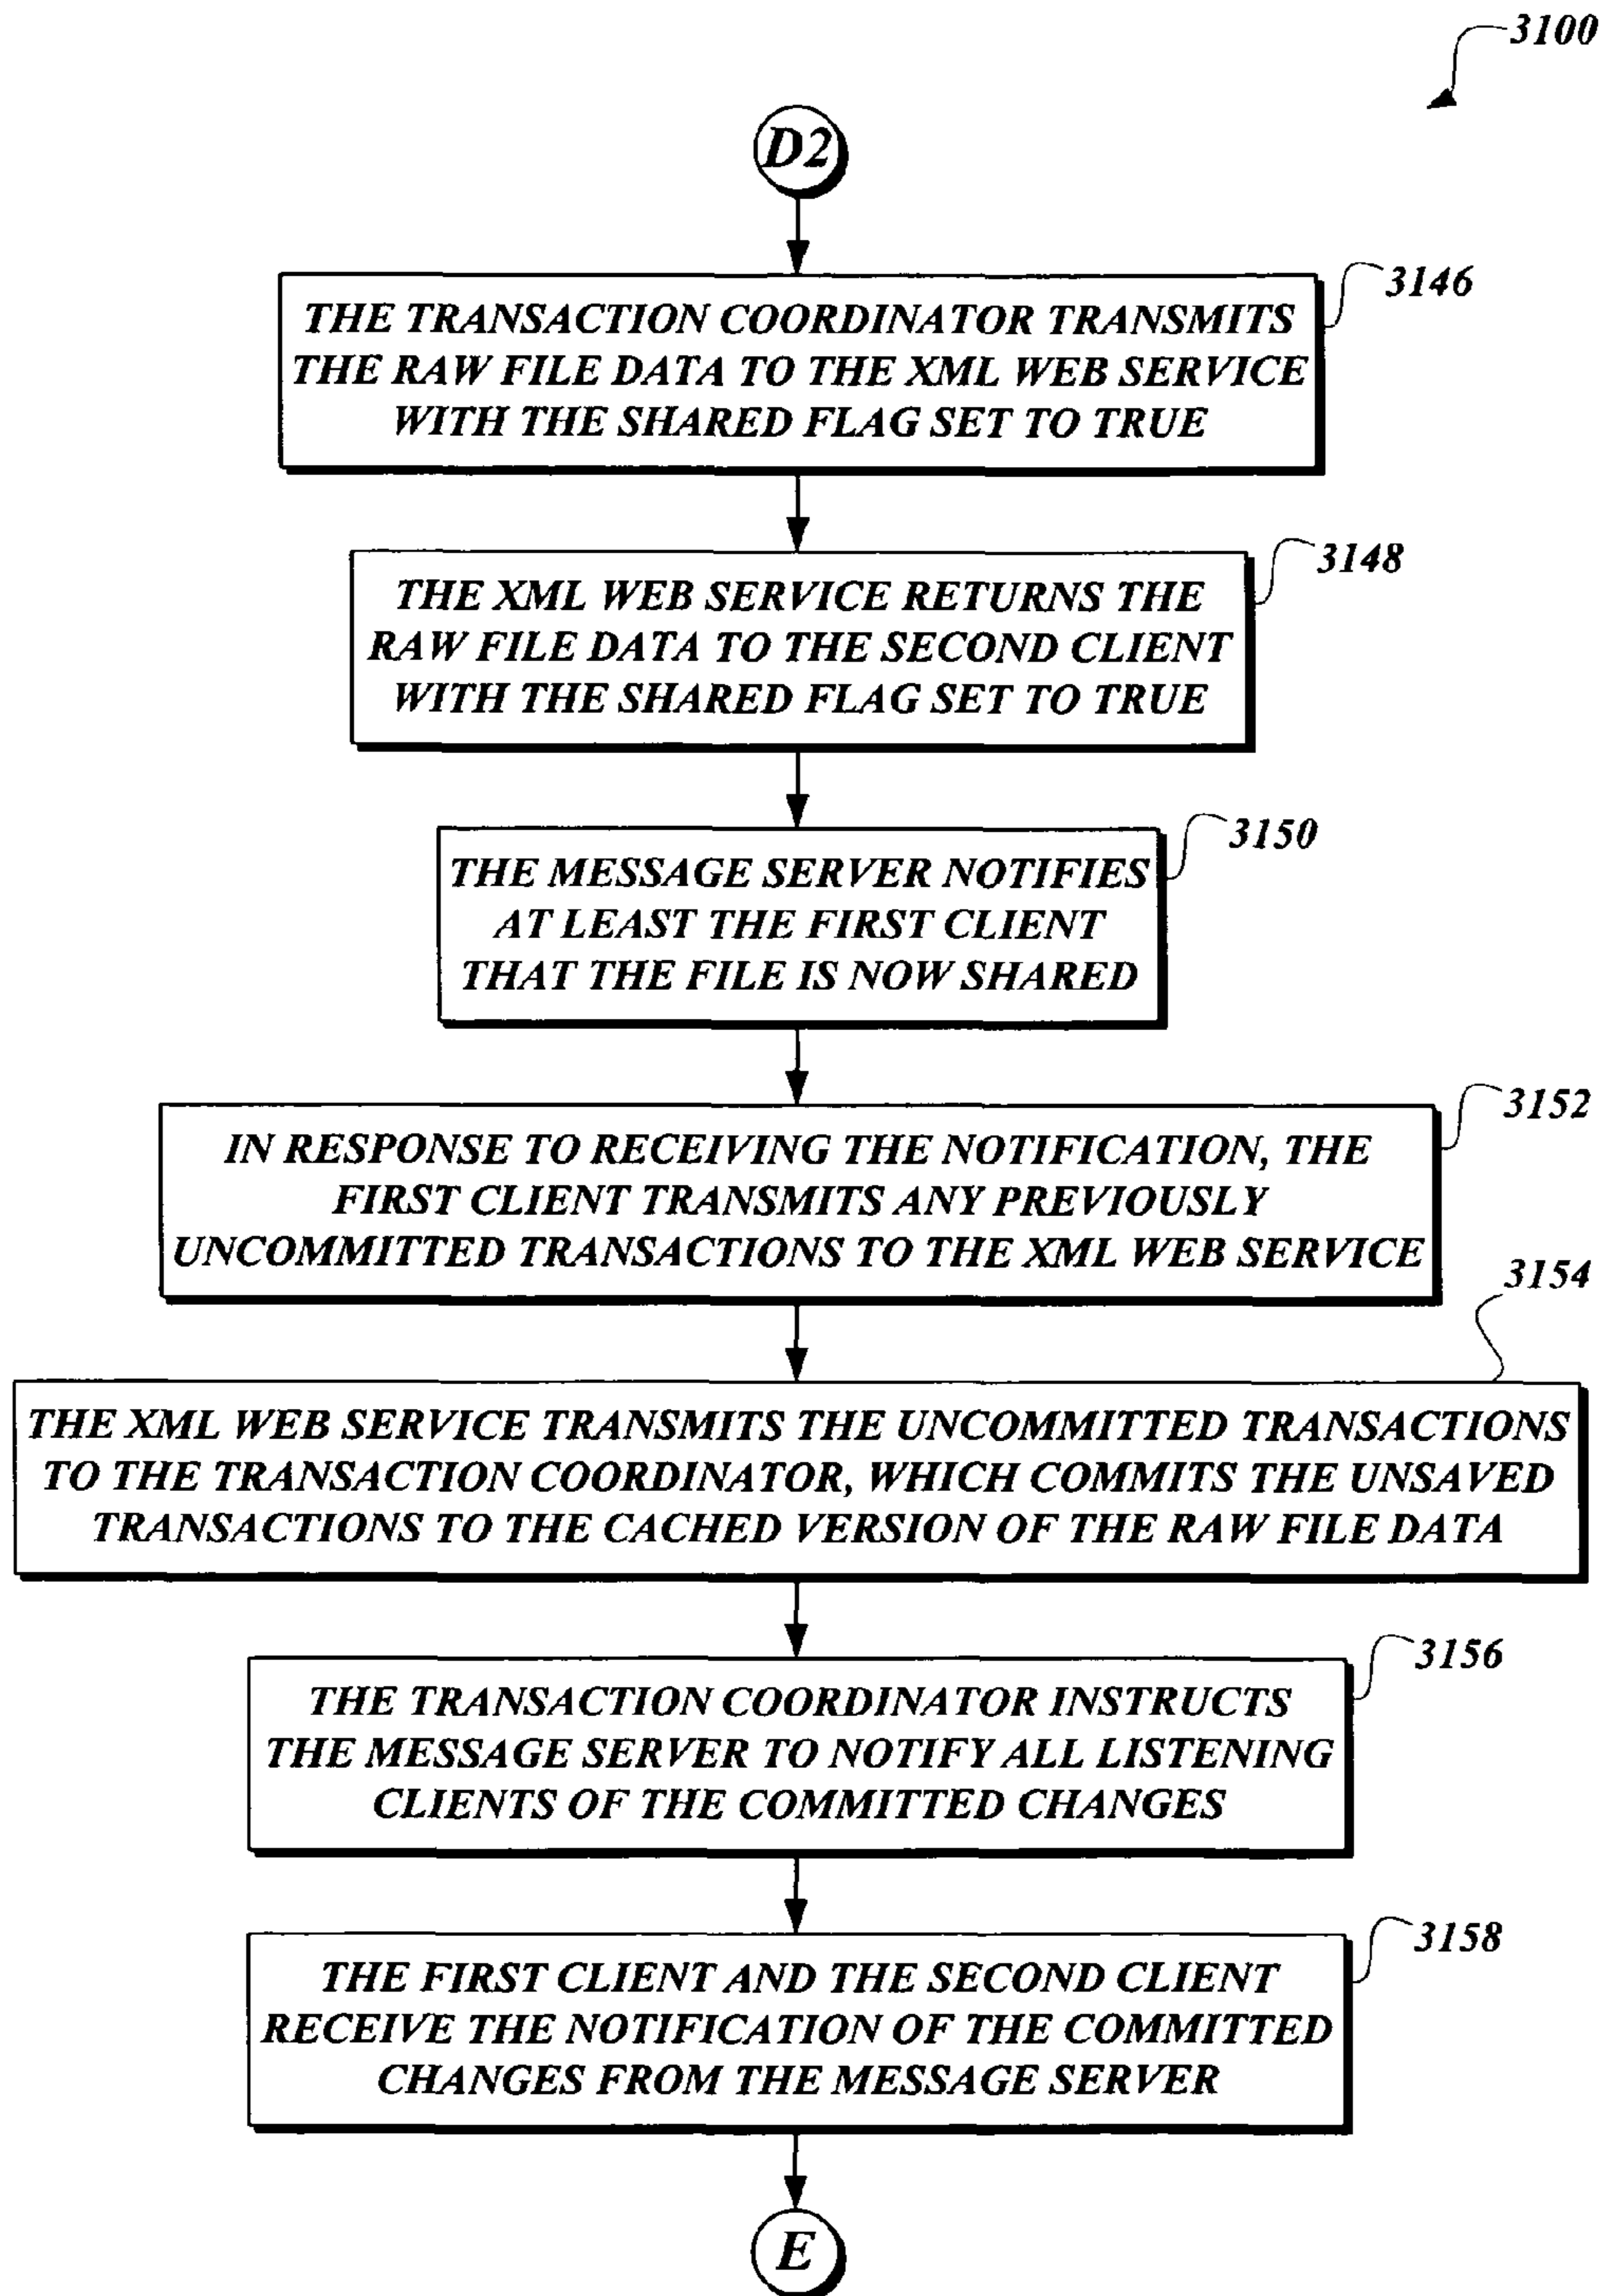 3100
D2
3146
THE TRANSACTION COORDINATOR TRANSMITS
THE RAW FILE DATA TO THE XML WEB SERVICE
WITH THE SHARED FLAG SET TO TRUE
3148
THE XML WEB SERVICE RETURNS THE
RAW FILE DATA TO THE SECOND CLIENT
WITH THE SHARED FLAG SET TO TRUE
3150
THE MESSAGE SERVER NOTIFIES
AT LEAST THE FIRST CLIENT
THAT THE FILE IS NOW SHARED
3152
IN RESPONSE TO RECEIVING THE NOTIFICATION, THE
FIRST CLIENT TRANSMITS ANY PREVIOUSLY
UNCOMMITTED TRANSACTIONS TO THE XML WEB SERVICE
3154
THE XML WEB SERVICE TRANSMITS THE UNCOMMITTED TRANSACTIONS
TO THE TRANSACTION COORDINATOR, WHICH COMMITS THE UNSAVED
TRANSACTIONS TO THE CACHED VERSION OF THE RAW FILE DATA
3156
THE TRANSACTION COORDINATOR INSTRUCTS
THE MESSAGE SERVER TO NOTIFY ALL LISTENING
CLIENTS OF THE COMMITTED CHANGES
3158
THE FIRST CLIENT AND THE SECOND CLIENT
RECEIVE THE NOTIFICATION OF THE COMMITTED
CHANGES FROM THE MESSAGE SERVER
E